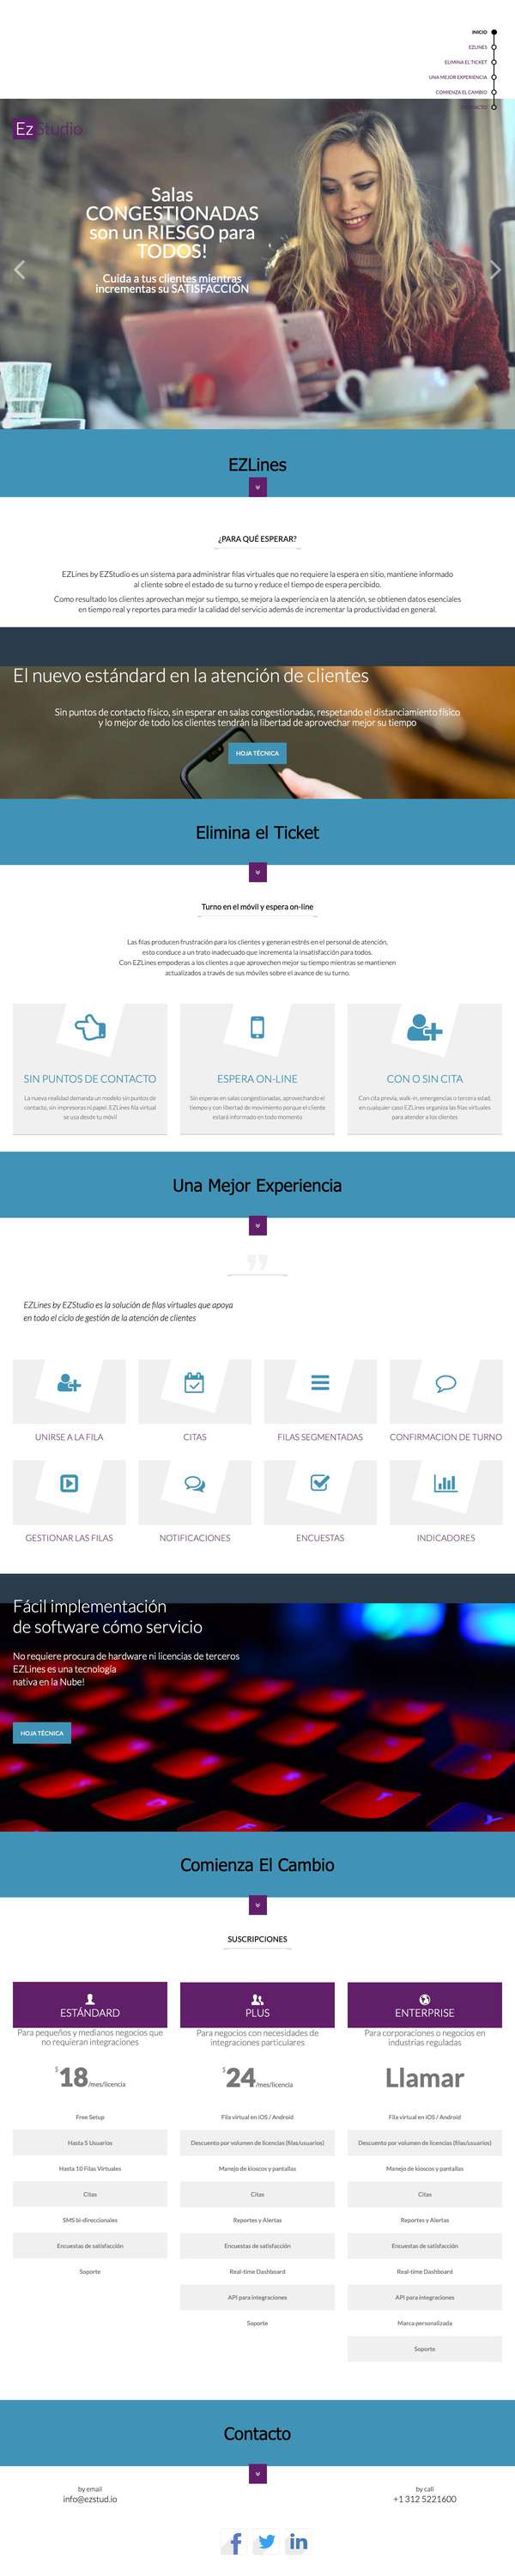 INICIO
EZLINES
ELIMINA EL TICKET
UNA MEJOR EXPERIENCIA
COMIENZA EL CAMBIO
CONTACTO
Ez Studio
Salas
CONGESTIONADAS
son un RIESGO para
TODOS!
Cuida a tus clientes mientras
incrementas su SATISFACCIÓN
EZLines
¿PARA QUÉ ESPERAR?
EZLines by EZStudio es un sistema para administrar filas virtuales que no requiere la espera en sitio, mantiene informado
al cliente sobre el estado de su turno y reduce el tiempo de espera percibido.
Como resultado los clientes aprovechan mejor su tiempo, se mejora la experiencia en la atención, se obtienen datos esenciales
en tiempo real y reportes para medir la calidad del servicio además de incrementar la productividad en general.
El nuevo estándard en la atención de clientes
Sin puntos de contacto físico, sin esperar en salas congestionadas, respetando el distanciamiento físico
y lo mejor de todo los clientes tendrán la libertad de aprovechar mejor su tiempo
HOJA TÉCNICA
Elimina el Ticket
Turno en el móvil y espera on-line
Las filas producen frustración para los clientes y generan estrés en el personal de atención,
esto conduce a un trato inadecuado que incrementa la insatisfacción para todos.
Con EZLines empoderas a los clientes a que aprovechen mejor su tiempo mientras se mantienen
actualizados a través de sus móviles sobre el avance de su turno.
SIN PUNTOS DE CONTACTO
La nueva realidad demanda un modelo sin puntos de
contacto, sin impresoras ni papel. EZLines fila virtual
se usa desde tu móvil
ESPERA ON-LINE
Sin esperas en salas congestionadas, aprovechando el
tiempo y con libertad de movimiento porque el cliente
estará informado en todo momento
CON O SIN CITA
Con cita previa, walk-in, emergencias o tercera edad,
en cualquier caso EZLines organiza las filas virtuales
para atender a los clientes
Una Mejor Experiencia
EZLines by EZStudio es la solución de filas virtuales que apoya
en todo el ciclo de gestión de la atención de clientes
UNIRSE A LA FILA
CITAS
FILAS SEGMENTADAS
CONFIRMACION DE TURNO
GESTIONAR LAS FILAS
NOTIFICACIONES
ENCUESTAS
INDICADORES
Fácil implementación
de software cómo servicio
No requiere procura de hardware ni licencias de terceros
EZLines es una tecnología
nativa en la Nube!
HOJA TÉCNICA
Comienza El Cambio
SUSCRIPCIONES
ESTÁNDARD
Para pequeños y medianos negocios que
no requieran integraciones
$18/mes/licencia
Free Setup
Hasta 5 Usuarios
Hasta 10 Filas Virtuales
Citas
SMS bi-direccionales
Encuestas de satisfacción
Soporte
PLUS
Para negocios con necesidades de
integraciones particulares
$24/mes/licencia
Fila virtual en iOS / Android
Descuento por volumen de licencias (filas/usuarios)
Manejo de kioscos y pantallas
Citas
Reportes y Alertas
Encuestas de satisfacción
Real-time Dashboard
API para integraciones
Soporte
ENTERPRISE
Para corporaciones o negocios en
industrias reguladas
Llamar
Fila virtual en iOS / Android
Descuento por volumen de licencias (filas/usuarios)
Manejo de kioscos y pantallas
Citas
Reportes y Alertas
Encuestas de satisfacción
Real-time Dashboard
API para integraciones
Marca personalizada
Soporte
Contacto
by email
info@ezstud.io
by call
+1 312 5221600